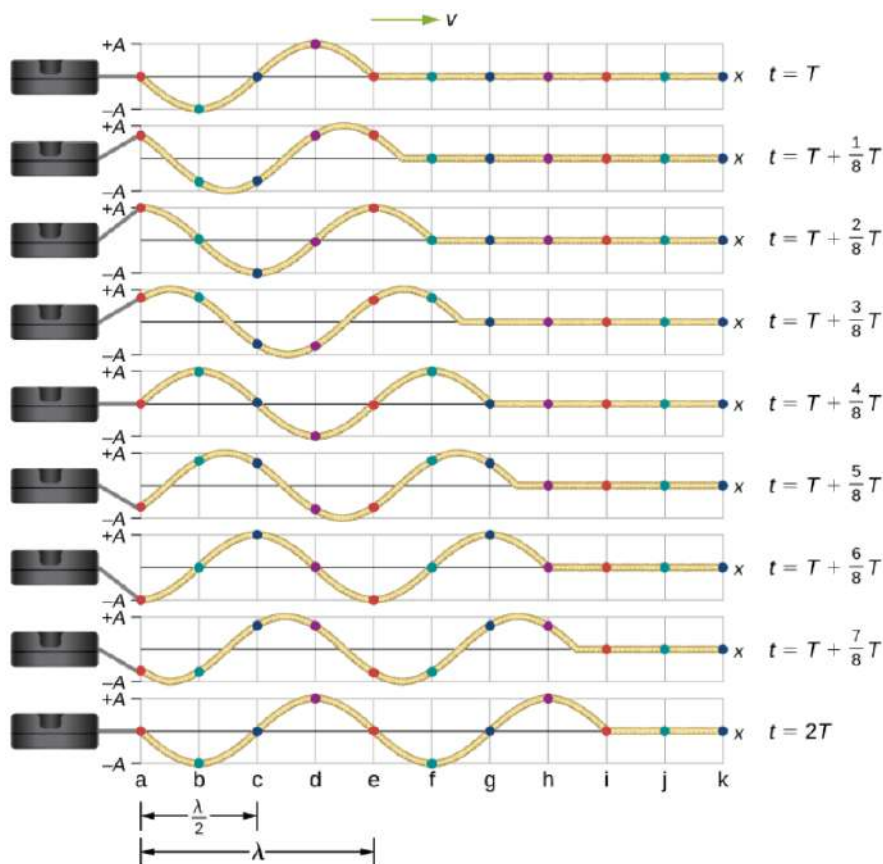 v
+A
x t = T
–A
+A
x t = T + 1/8 T
–A
+A
x t = T + 2/8 T
–A
+A
x t = T + 3/8 T
–A
+A
x t = T + 4/8 T
–A
+A
x t = T + 5/8 T
–A
+A
x t = T + 6/8 T
–A
+A
x t = T + 7/8 T
–A
+A
x t = 2T
–A
a b c d e f g h i j k
λ/2
λ